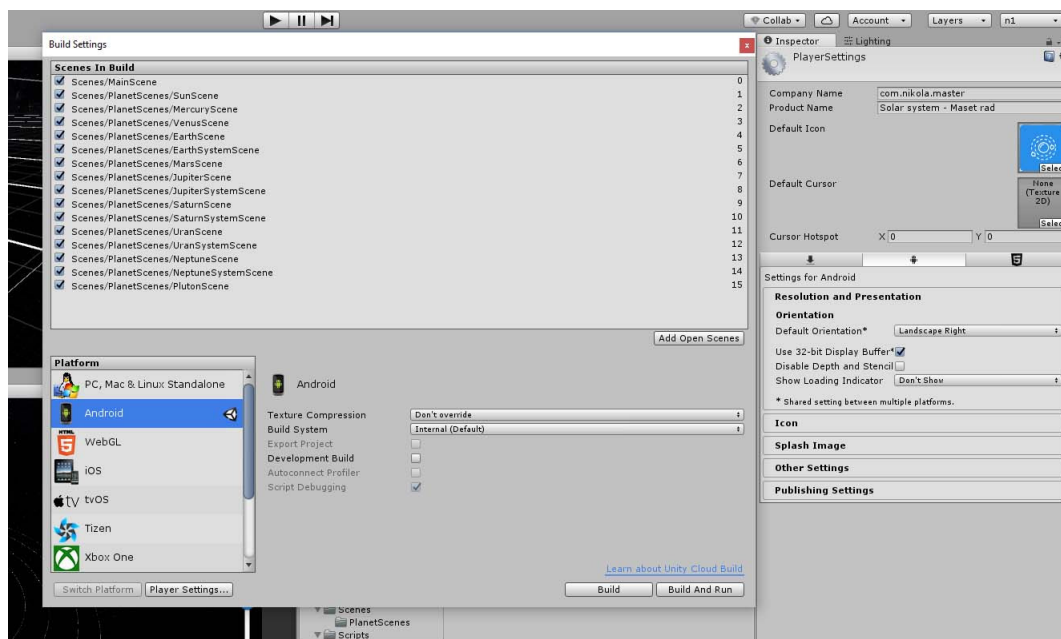 Collab
Account
Layers
n1
Build Settings
x
Scenes In Build
Scenes/MainScene 0
Scenes/PlanetScenes/SunScene 1
Scenes/PlanetScenes/MercuryScene 2
Scenes/PlanetScenes/VenusScene 3
Scenes/PlanetScenes/EarthScene 4
Scenes/PlanetScenes/EarthSystemScene 5
Scenes/PlanetScenes/MarsScene 6
Scenes/PlanetScenes/JupiterScene 7
Scenes/PlanetScenes/JupiterSystemScene 8
Scenes/PlanetScenes/SaturnScene 9
Scenes/PlanetScenes/SaturnSystemScene 10
Scenes/PlanetScenes/UranScene 11
Scenes/PlanetScenes/UranSystemScene 12
Scenes/PlanetScenes/NeptuneScene 13
Scenes/PlanetScenes/NeptuneSystemScene 14
Scenes/PlanetScenes/PlutonScene 15
Add Open Scenes
Platform
PC, Mac & Linux Standalone
Android
WebGL
HTML
5
iOS
tv tvOS
Tizen
Xbox One
Switch Platform
Player Settings...
Android
Texture Compression Don't override
Build System Internal (Default)
Export Project
Development Build
Autoconnect Profiler
Script Debugging
Learn about Unity Cloud Build
Build
Build And Run
Scenes
PlanetScenes
Scripts
Inspector
Lighting
PlayerSettings
Company Name com.nikola.master
Product Name Solar system - Maset rad
Default Icon
Selec
Default Cursor
None
(Texture
2D)
Selec
Cursor Hotspot X 0 Y 0
5
Settings for Android
Resolution and Presentation
Orientation
Default Orientation* Landscape Right
Use 32-bit Display Buffer*
Disable Depth and Stencil
Show Loading Indicator Don't Show
* Shared setting between multiple platforms.
Icon
Splash Image
Other Settings
Publishing Settings